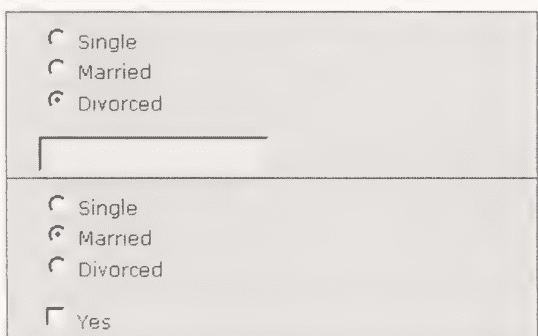 Single
Married
Divorced
Single
Married
Divorced
Yes